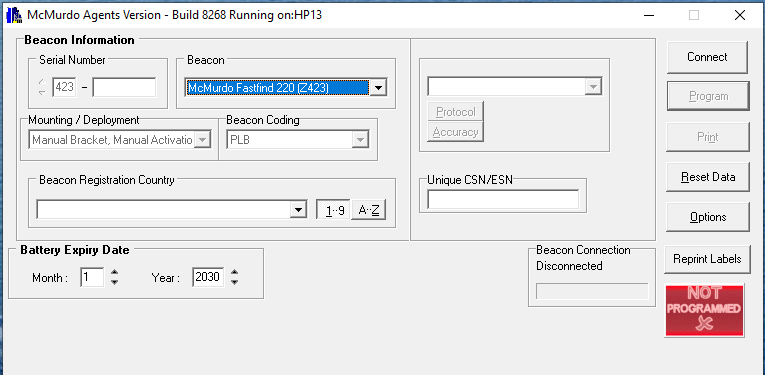 McMurdo Agents Version - Build 8268 Running on:HP13
Beacon Information
Serial Number
423 -
Beacon
McMurdo Fastfind 220 (Z423)
Mounting / Deployment
Manual Bracket, Manual Activatio
Beacon Coding
PLB
Beacon Registration Country
1··9
A··Z
Protocol
Accuracy
Unique CSN/ESN
Battery Expiry Date
Month : 1 Year : 2030
Beacon Connection
Disconnected
Connect
Program
Print
Reset Data
Options
Reprint Labels
NOT
PROGRAMMED